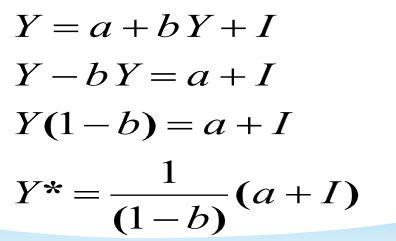 Y = a + bY + I
Y − bY = a + I
Y(1 − b) = a + I
Y* = 1/(1 − b) (a + I)